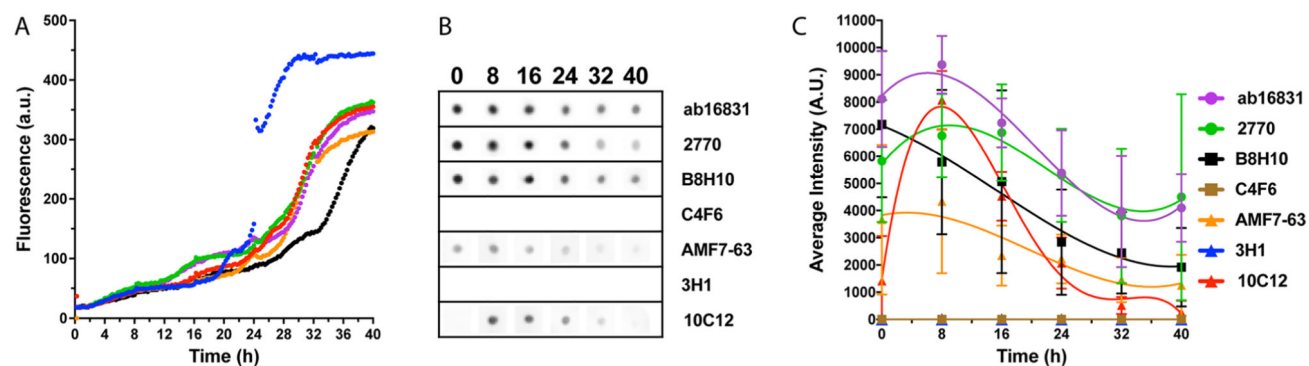 A
500
400
300
200
100
0
Fluorescence (a.u.)
0 4 8 12 16 20 24 28 32 36 40
Time (h)
B
0 8 16 24 32 40
ab16831
2770
B8H10
C4F6
AMF7-63
3H1
10C12
C
11000
10000
9000
8000
7000
6000
5000
4000
3000
2000
1000
0
Average Intensity (A.U.)
0 8 16 24 32 40
Time (h)
ab16831
2770
B8H10
C4F6
AMF7-63
3H1
10C12